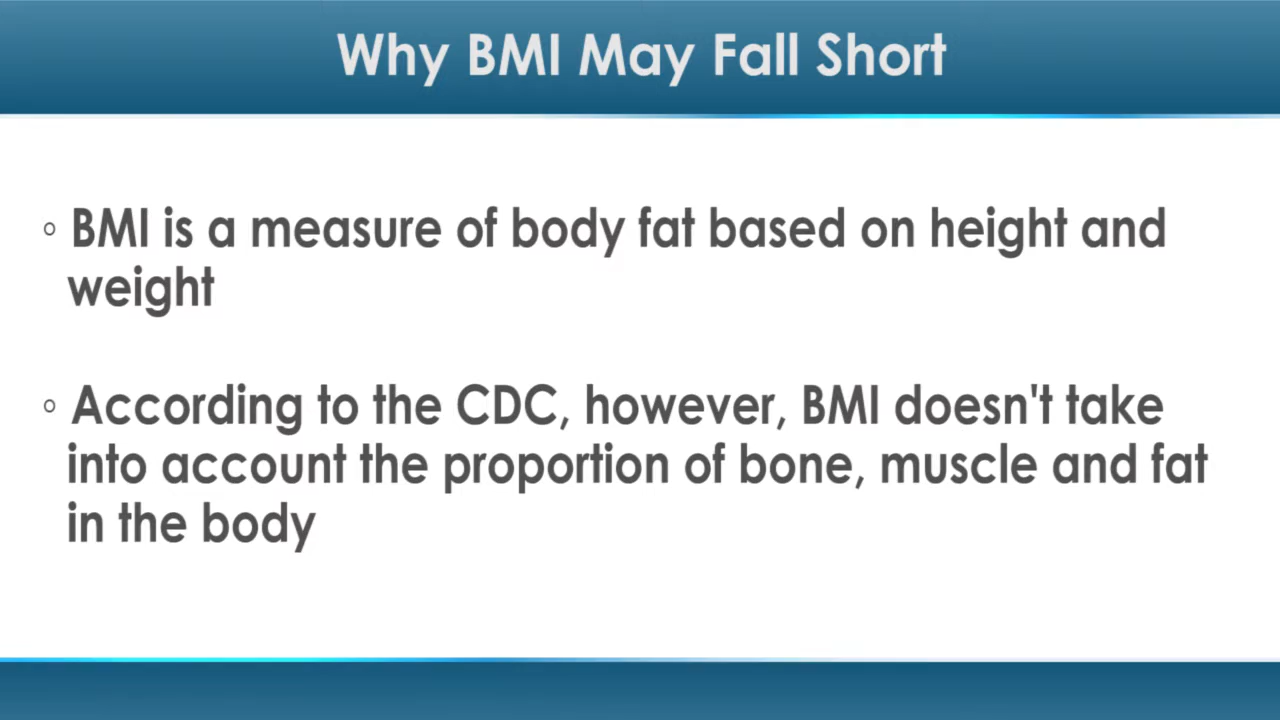 Why BMI May Fall Short
◦ BMI is a measure of body fat based on height and
weight
◦ According to the CDC, however, BMI doesn't take
into account the proportion of bone, muscle and fat
in the body